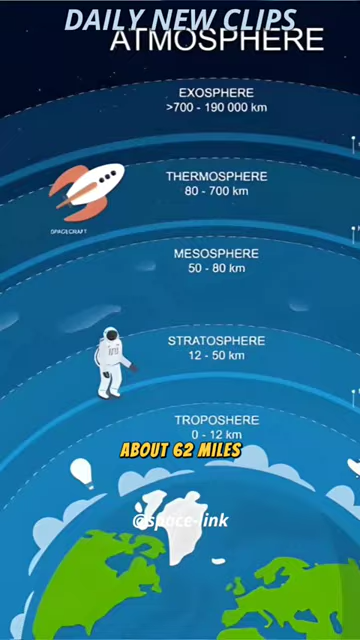 DAILY NEW CLIPS
ATMOSPHERE
EXOSPHERE
>700 - 190 000 km
THERMOSPHERE
80 - 700 km
SPACECRAFT
MESOSPHERE
50 - 80 km
STRATOSPHERE
12 - 50 km
TROPOSHERE
0 - 12 km
ABOUT 62 MILES
@space-link